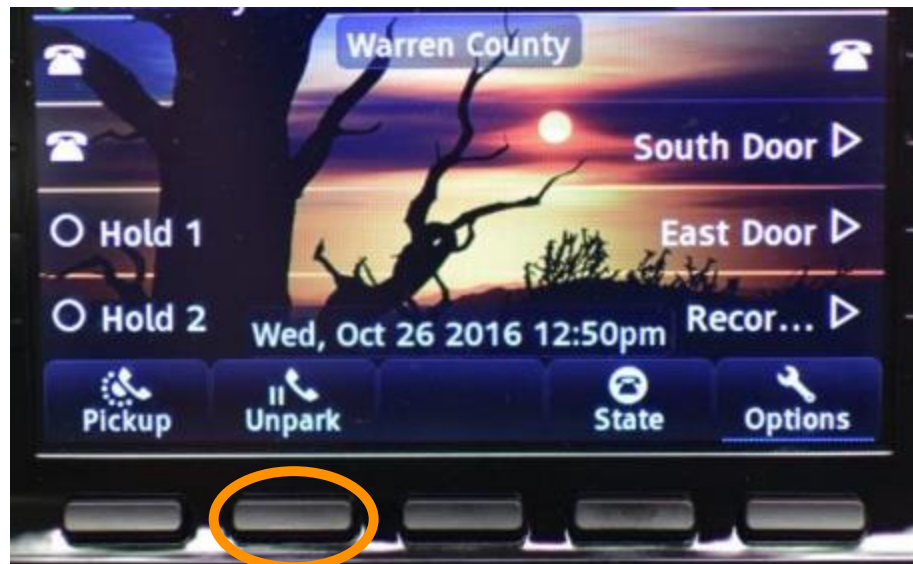 Warren County
South Door
Hold 1
East Door
Hold 2
Recor...
Wed, Oct 26 2016 12:50pm
Pickup
Unpark
State
Options